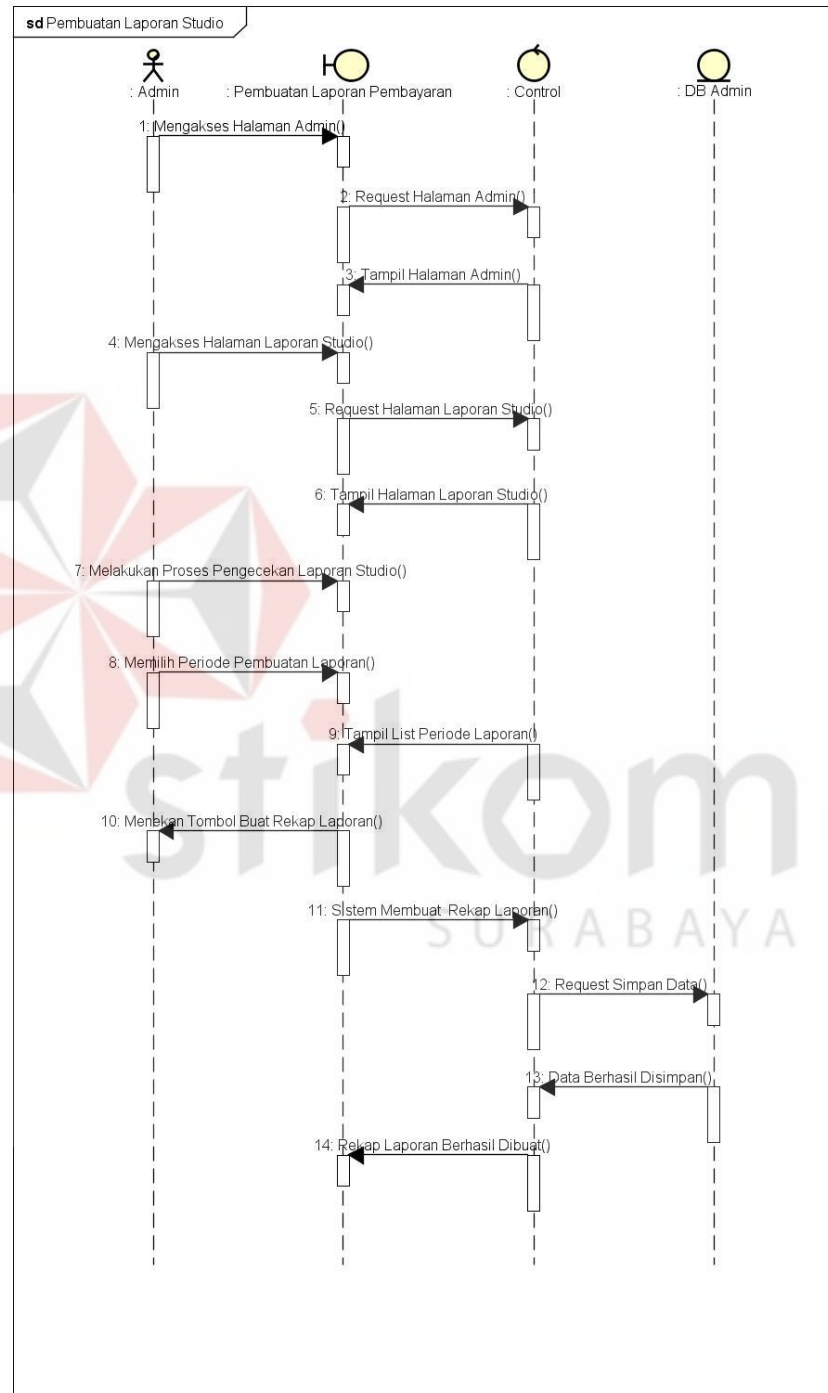 sd Pembuatan Laporan Studio
: Admin
: Pembuatan Laporan Pembayaran
: Control
: DB Admin
1: Mengakses Halaman Admin()
2: Request Halaman Admin()
3: Tampil Halaman Admin()
4: Mengakses Halaman Laporan Studio()
5: Request Halaman Laporan Studio()
6: Tampil Halaman Laporan Studio()
7: Melakukan Proses Pengecekan Laporan Studio()
8: Memilih Periode Pembuatan Laporan()
9: Tampil List Periode Laporan()
10: Menekan Tombol Buat Rekap Laporan()
11: Sistem Membuat Rekap Laporan()
12: Request Simpan Data()
13: Data Berhasil Disimpan()
14: Rekap Laporan Berhasil Dibuat()
stikom
SURABAYA